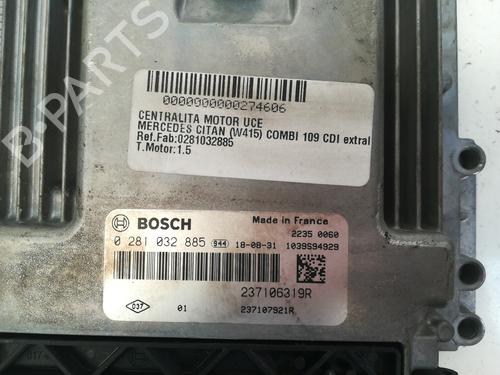 B-PARTS
0000000000274606
CENTRALITA MOTOR UCE
MERCEDES CITAN (W415) COMBI 109 CDI extral
Ref.Fab:0281032885
T.Motor:1.5
BOSCH
Made in France
2235 0060
0 281 032 885 944 18-08-31 1039S94929
237106319R
D37 01 237107921R